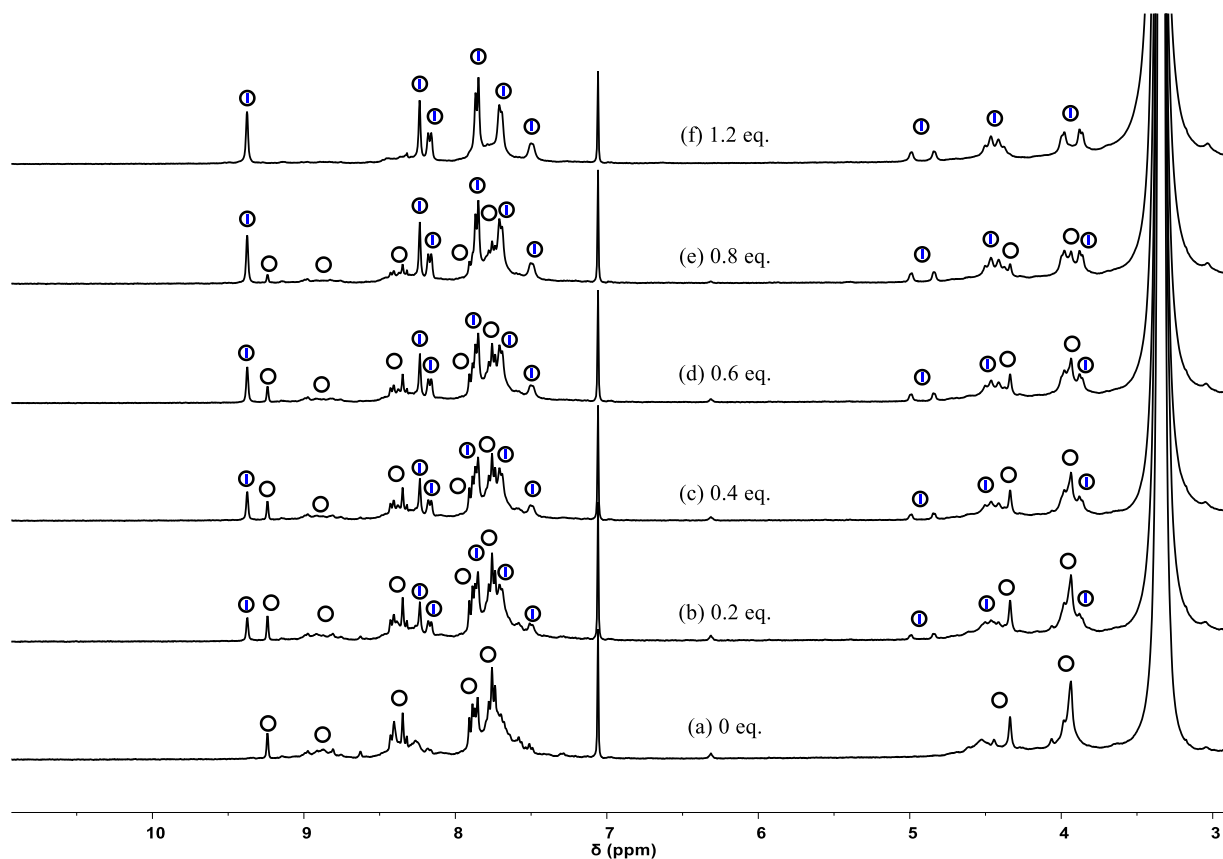 (f) 1.2 eq.
(e) 0.8 eq.
(d) 0.6 eq.
(c) 0.4 eq.
(b) 0.2 eq.
(a) 0 eq.
10 9 8 7 6 5 4 3
δ (ppm)